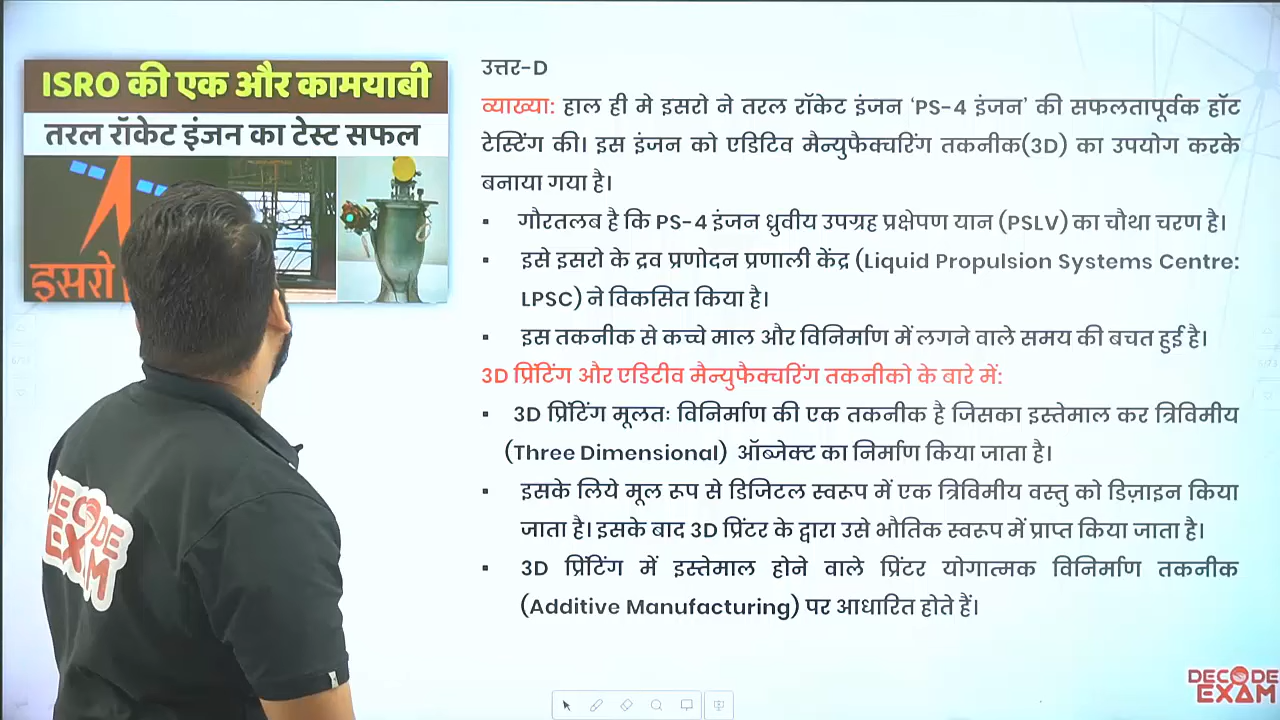 ISRO की एक और कामयाबी
तरल रॉकेट इंजन का टेस्ट सफल
इसरो
उत्तर-D
व्याख्या: हाल ही मे इसरो ने तरल रॉकेट इंजन ‘PS-4 इंजन’ की सफलतापूर्वक हॉट
टेस्टिंग की। इस इंजन को एडिटिव मैन्युफैक्चरिंग तकनीक(3D) का उपयोग करके
बनाया गया है।
▪ गौरतलब है कि PS-4 इंजन ध्रुवीय उपग्रह प्रक्षेपण यान (PSLV) का चौथा चरण है।
▪ इसे इसरो के द्रव प्रणोदन प्रणाली केंद्र (Liquid Propulsion Systems Centre:
LPSC) ने विकसित किया है।
▪ इस तकनीक से कच्चे माल और विनिर्माण में लगने वाले समय की बचत हुई है।
3D प्रिंटिंग और एडिटीव मैन्युफैक्चरिंग तकनीको के बारे में:
▪ 3D प्रिंटिंग मूलतः विनिर्माण की एक तकनीक है जिसका इस्तेमाल कर त्रिविमीय
(Three Dimensional) ऑब्जेक्ट का निर्माण किया जाता है।
▪ इसके लिये मूल रूप से डिजिटल स्वरूप में एक त्रिविमीय वस्तु को डिज़ाइन किया
जाता है। इसके बाद 3D प्रिंटर के द्वारा उसे भौतिक स्वरूप में प्राप्त किया जाता है।
▪ 3D प्रिंटिंग में इस्तेमाल होने वाले प्रिंटर योगात्मक विनिर्माण तकनीक
(Additive Manufacturing) पर आधारित होते हैं।
DECODE
EXAM
DECODE
EXAM